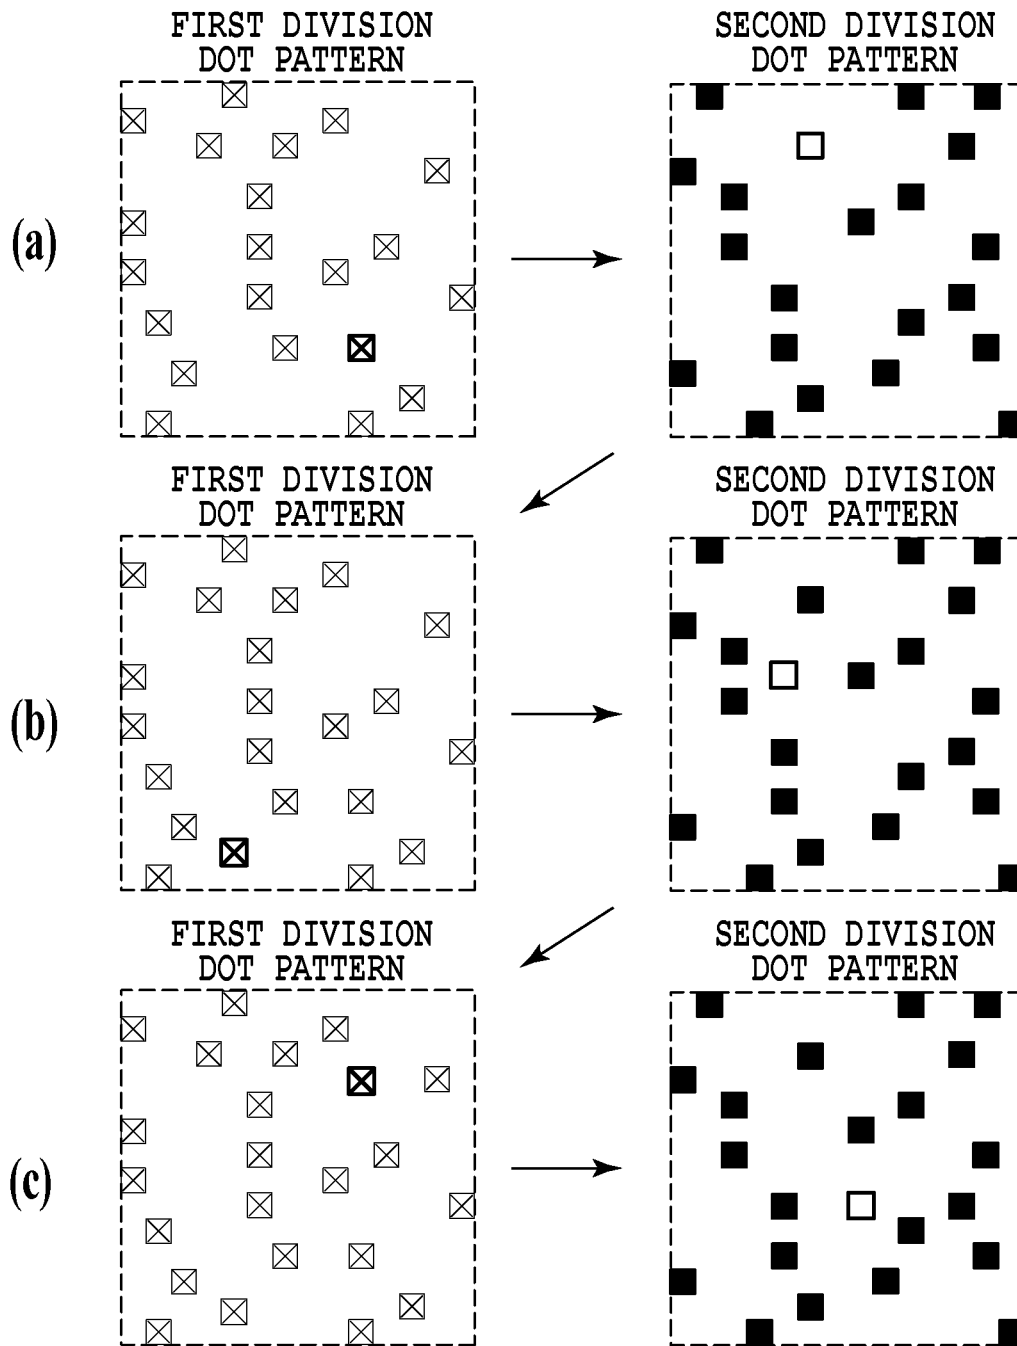 FIRST DIVISION
DOT PATTERN
SECOND DIVISION
DOT PATTERN
(a)
FIRST DIVISION
DOT PATTERN
SECOND DIVISION
DOT PATTERN
(b)
FIRST DIVISION
DOT PATTERN
SECOND DIVISION
DOT PATTERN
(c)